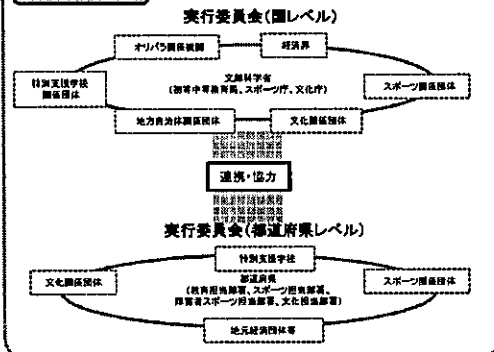 実行委員会(国レベル)
オリパラ関係機関
経済界
特別支援学校
関係団体
文部科学省
(初等中等教育局、スポーツ庁、文化庁)
スポーツ関係団体
地方自治体関係団体
文化関係団体
連携・協力
実行委員会(都道府県レベル)
特別支援学校
文化関係団体
都道府県
(教育担当部署、スポーツ担当部署、
障害者スポーツ担当部署、文化担当部署)
スポーツ関係団体
地元経済団体等